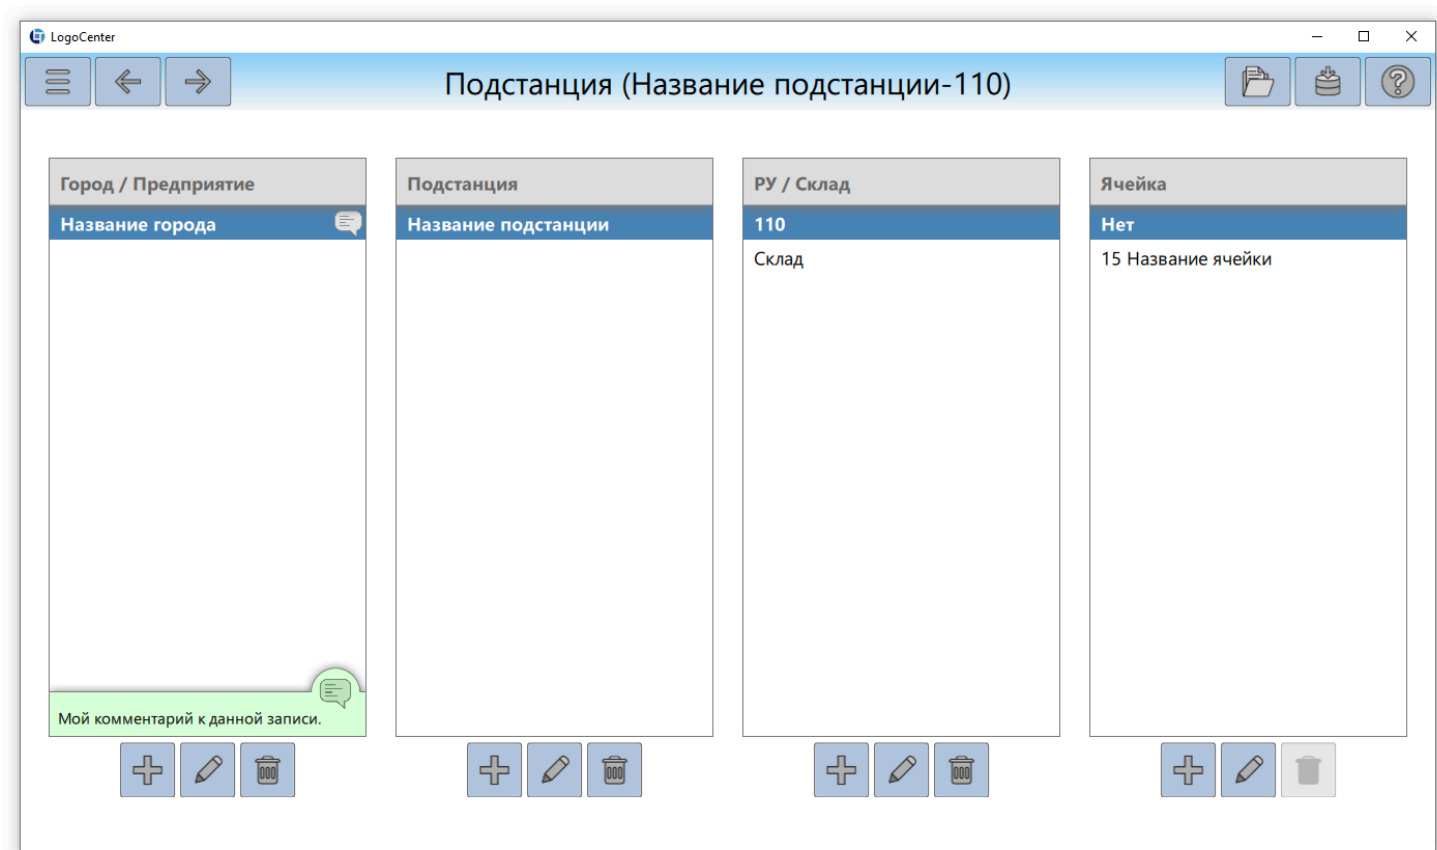 LogoCenter
Подстанция (Название подстанции-110)
Город / Предприятие
Название города
Мой комментарий к данной записи.
Подстанция
Название подстанции
РУ / Склад
110
Склад
Ячейка
Нет
15 Название ячейки